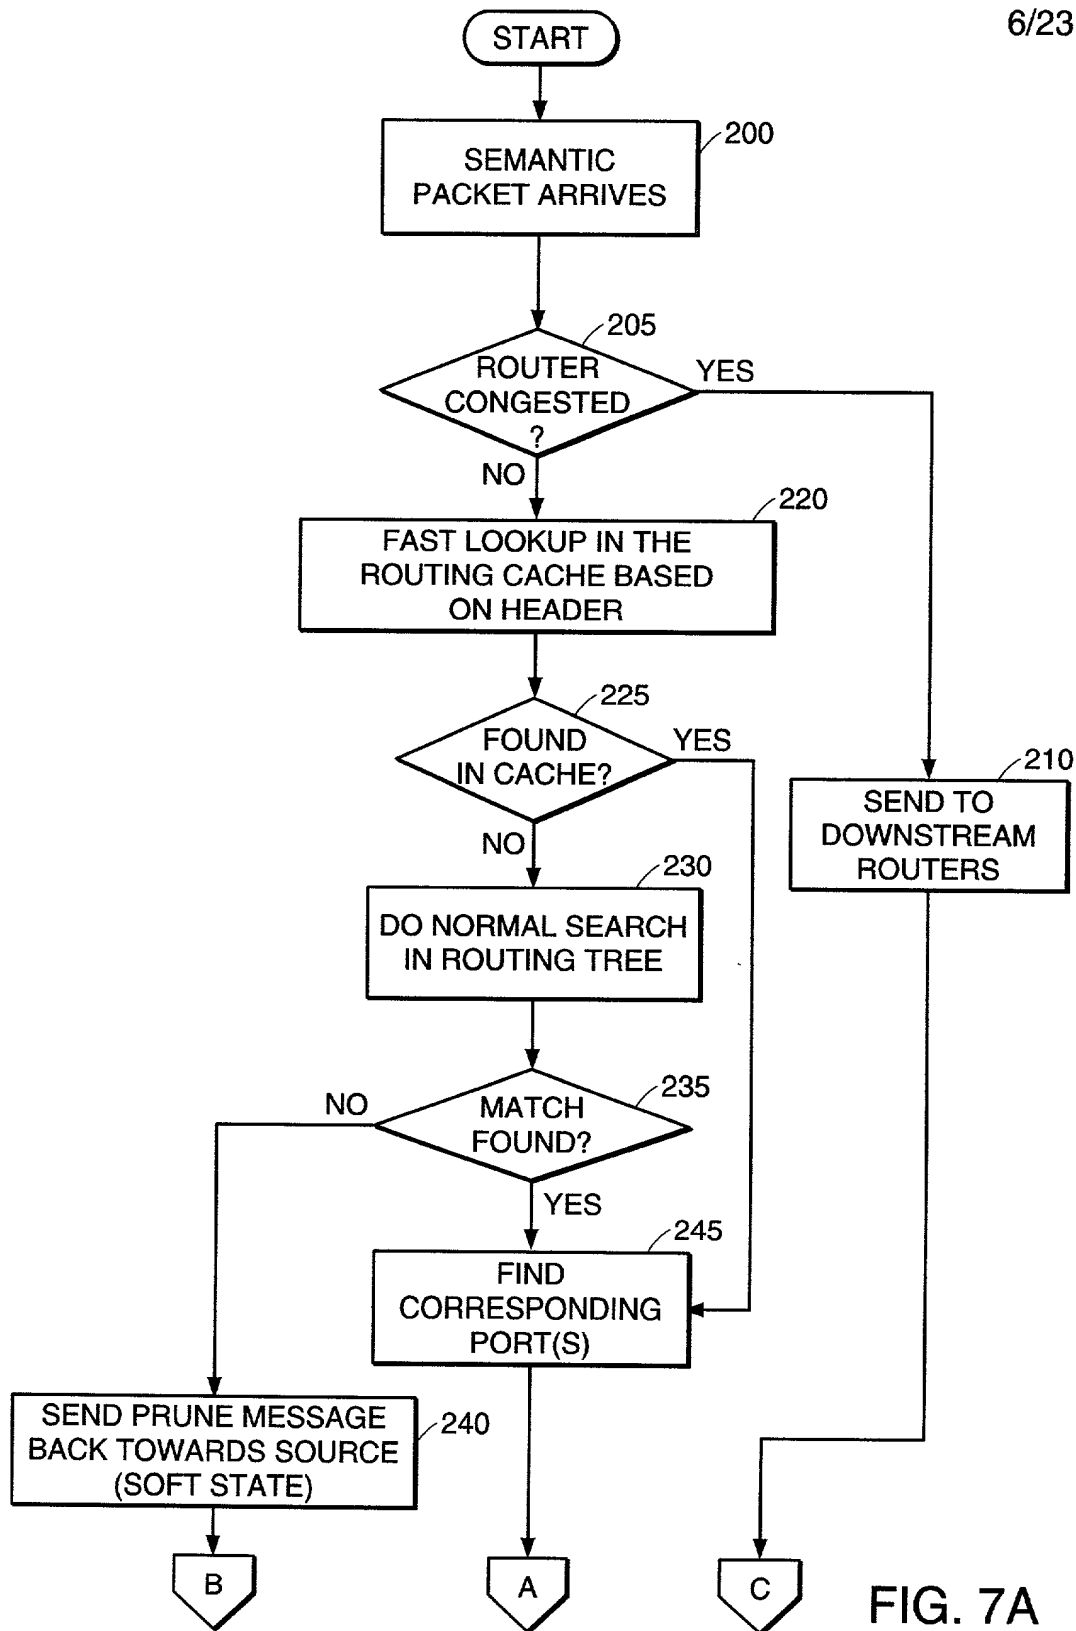 6/23
START
200
SEMANTIC
PACKET ARRIVES
205
ROUTER
CONGESTED
?
YES
NO
220
FAST LOOKUP IN THE
ROUTING CACHE BASED
ON HEADER
225
FOUND
IN CACHE?
YES
NO
210
SEND TO
DOWNSTREAM
ROUTERS
230
DO NORMAL SEARCH
IN ROUTING TREE
235
MATCH
FOUND?
NO
YES
245
FIND
CORRESPONDING
PORT(S)
240
SEND PRUNE MESSAGE
BACK TOWARDS SOURCE
(SOFT STATE)
B
A
C
FIG. 7A